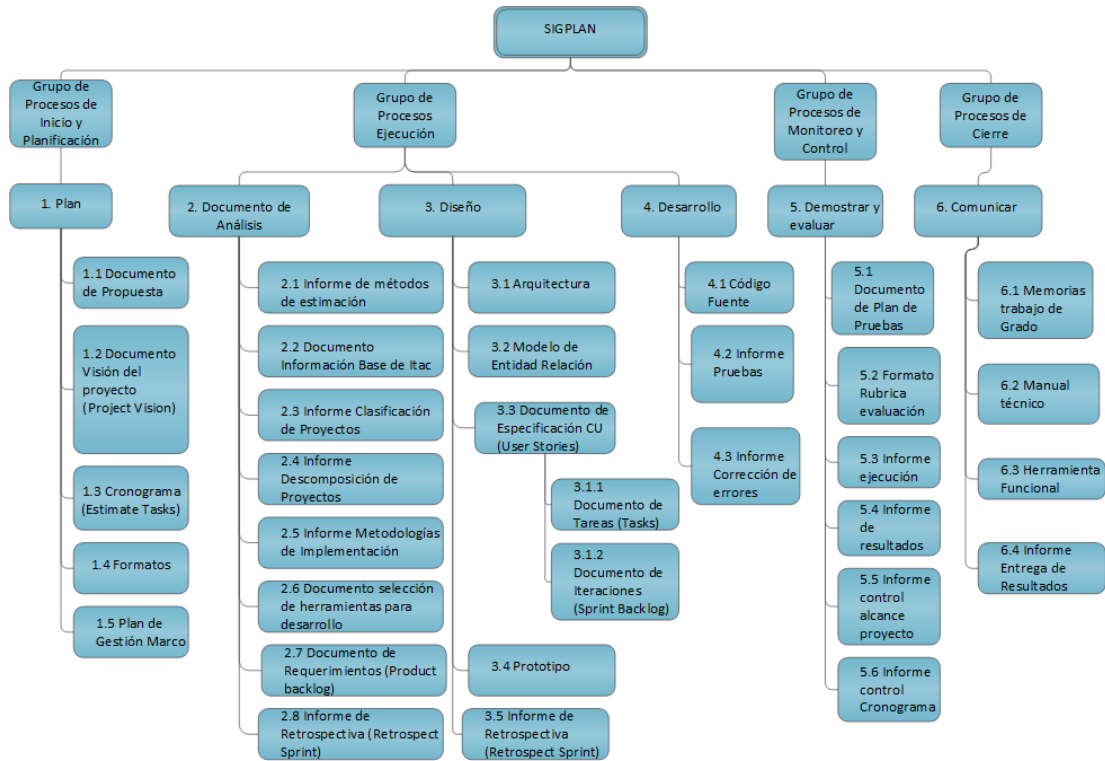 SIGPLAN
Grupo de
Procesos de
Inicio y
Planificación
Grupo de
Procesos
Ejecución
Grupo de
Procesos de
Monitoreo y
Control
Grupo de
Procesos de
Cierre
1. Plan
2. Documento de
Análisis
3. Diseño
4. Desarrollo
5. Demostrar y
evaluar
6. Comunicar
1.1 Documento
de Propuesta
1.2 Documento
Visión del
proyecto
(Project Vision)
1.3 Cronograma
(Estimate Tasks)
1.4 Formatos
1.5 Plan de
Gestión Marco
2.1 Informe de métodos
de estimación
2.2 Documento
Información Base de Itac
2.3 Informe Clasificación
de Proyectos
2.4 Informe
Descomposición de
Proyectos
2.5 Informe Metodologías
de Implementación
2.6 Documento selección
de herramientas para
desarrollo
2.7 Documento de
Requerimientos (Product
backlog)
2.8 Informe de
Retrospectiva (Retrospect
Sprint)
3.1 Arquitectura
3.2 Modelo de
Entidad Relación
3.3 Documento de
Especificación CU
(User Stories)
3.1.1
Documento de
Tareas (Tasks)
3.1.2
Documento de
Iteraciones
(Sprint Backlog)
3.4 Prototipo
3.5 Informe de
Retrospectiva
(Retrospect Sprint)
4.1 Código
Fuente
4.2 Informe
Pruebas
4.3 Informe
Corrección de
errores
5.1
Documento
de Plan de
Pruebas
5.2 Formato
Rubrica
evaluación
5.3 Informe
ejecución
5.4 Informe
de
resultados
5.5 Informe
control
alcance
proyecto
5.6 Informe
control
Cronograma
6.1 Memorias
trabajo de
Grado
6.2 Manual
técnico
6.3 Herramienta
Funcional
6.4 Informe
Entrega de
Resultados